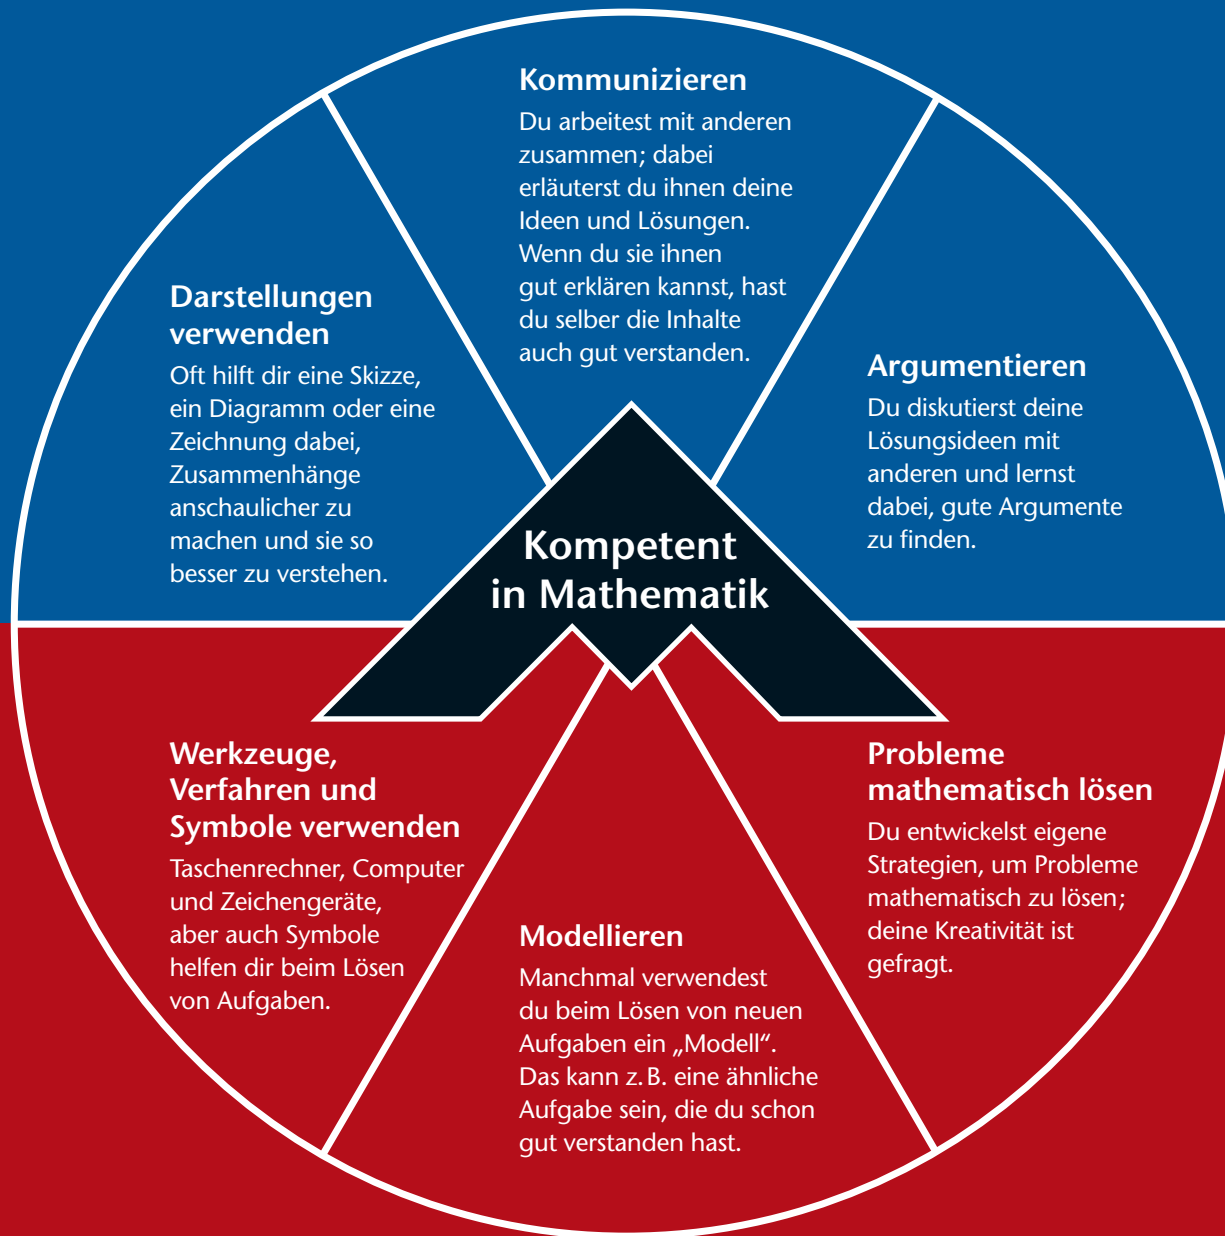 Kommunizieren
Du arbeitest mit anderen
zusammen; dabei
erläuterst du ihnen deine
Ideen und Lösungen.
Wenn du sie ihnen
gut erklären kannst, hast
du selber die Inhalte
auch gut verstanden.
Darstellungen
verwenden
Oft hilft dir eine Skizze,
ein Diagramm oder eine
Zeichnung dabei,
Zusammenhänge
anschaulicher zu
machen und sie so
besser zu verstehen.
Argumentieren
Du diskutierst deine
Lösungsideen mit
anderen und lernst
dabei, gute Argumente
zu finden.
Kompetent
in Mathematik
Werkzeuge,
Verfahren und
Symbole verwenden
Taschenrechner, Computer
und Zeichengeräte,
aber auch Symbole
helfen dir beim Lösen
von Aufgaben.
Modellieren
Manchmal verwendest
du beim Lösen von neuen
Aufgaben ein „Modell“.
Das kann z. B. eine ähnliche
Aufgabe sein, die du schon
gut verstanden hast.
Probleme
mathematisch lösen
Du entwickelst eigene
Strategien, um Probleme
mathematisch zu lösen;
deine Kreativität ist
gefragt.